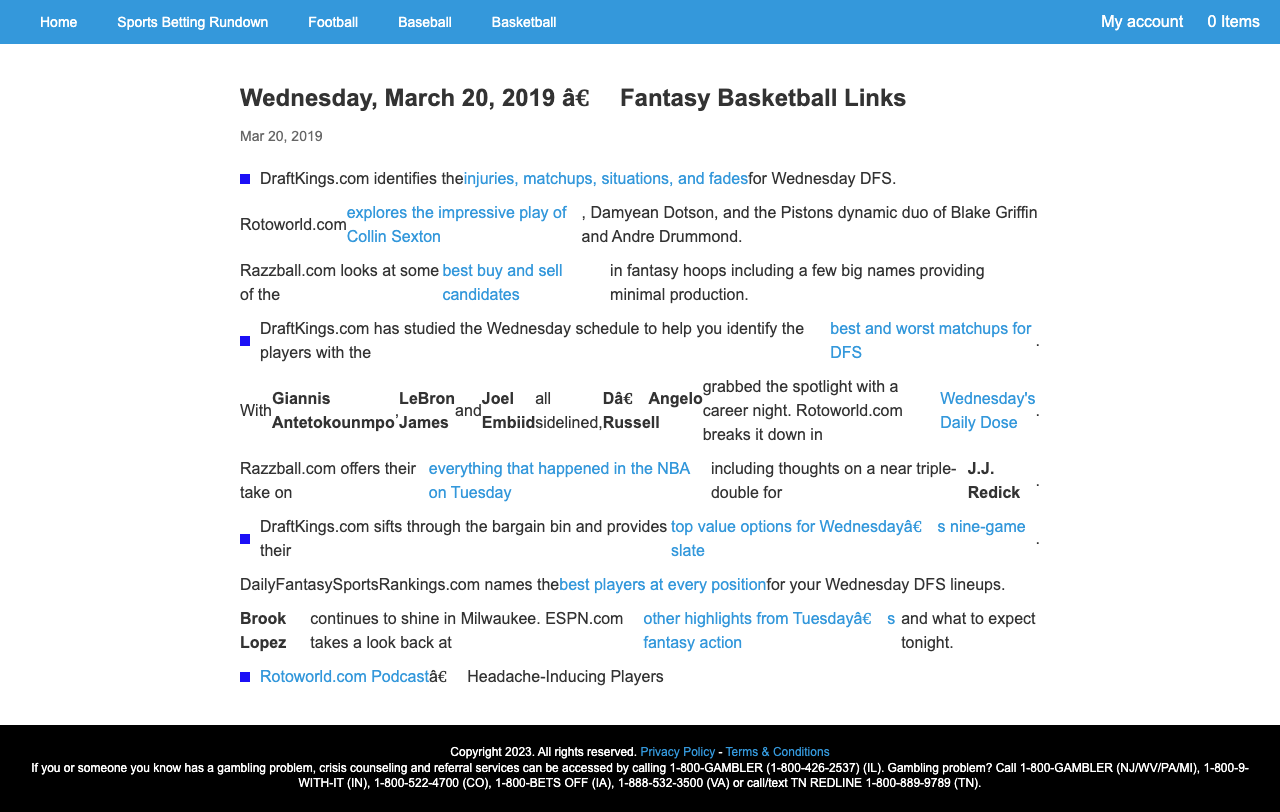 Home Sports Betting Rundown Football Baseball Basketball My account 0 Items
Wednesday, March 20, 2019 â€ Fantasy Basketball Links
Mar 20, 2019
DraftKings.com identifies the injuries, matchups, situations, and fades for Wednesday DFS.
Rotoworld.com explores the impressive play of Collin Sexton, Damyean Dotson, and the Pistons dynamic duo of Blake Griffin and Andre Drummond.
Razzball.com looks at some of the best buy and sell candidates in fantasy hoops including a few big names providing minimal production.
DraftKings.com has studied the Wednesday schedule to help you identify the players with the best and worst matchups for DFS.
With Giannis Antetokounmpo, LeBron James and Joel Embiid all sidelined, Dâ€ Angelo Russell grabbed the spotlight with a career night. Rotoworld.com breaks it down in Wednesday's Daily Dose.
Razzball.com offers their take on everything that happened in the NBA on Tuesday including thoughts on a near triple-double for J.J. Redick.
DraftKings.com sifts through the bargain bin and provides their top value options for Wednesdayâ€ s nine-game slate.
DailyFantasySportsRankings.com names the best players at every position for your Wednesday DFS lineups.
Brook Lopez continues to shine in Milwaukee. ESPN.com takes a look back at other highlights from Tuesdayâ€ s fantasy action and what to expect tonight.
Rotoworld.com Podcast â€ Headache-Inducing Players
Copyright 2023. All rights reserved. Privacy Policy - Terms & Conditions
If you or someone you know has a gambling problem, crisis counseling and referral services can be accessed by calling 1-800-GAMBLER (1-800-426-2537) (IL). Gambling problem? Call 1-800-GAMBLER (NJ/WV/PA/MI), 1-800-9-
WITH-IT (IN), 1-800-522-4700 (CO), 1-800-BETS OFF (IA), 1-886-532-3500 (VA) or call/text TN REDLINE 1-800-889-9789 (TN).